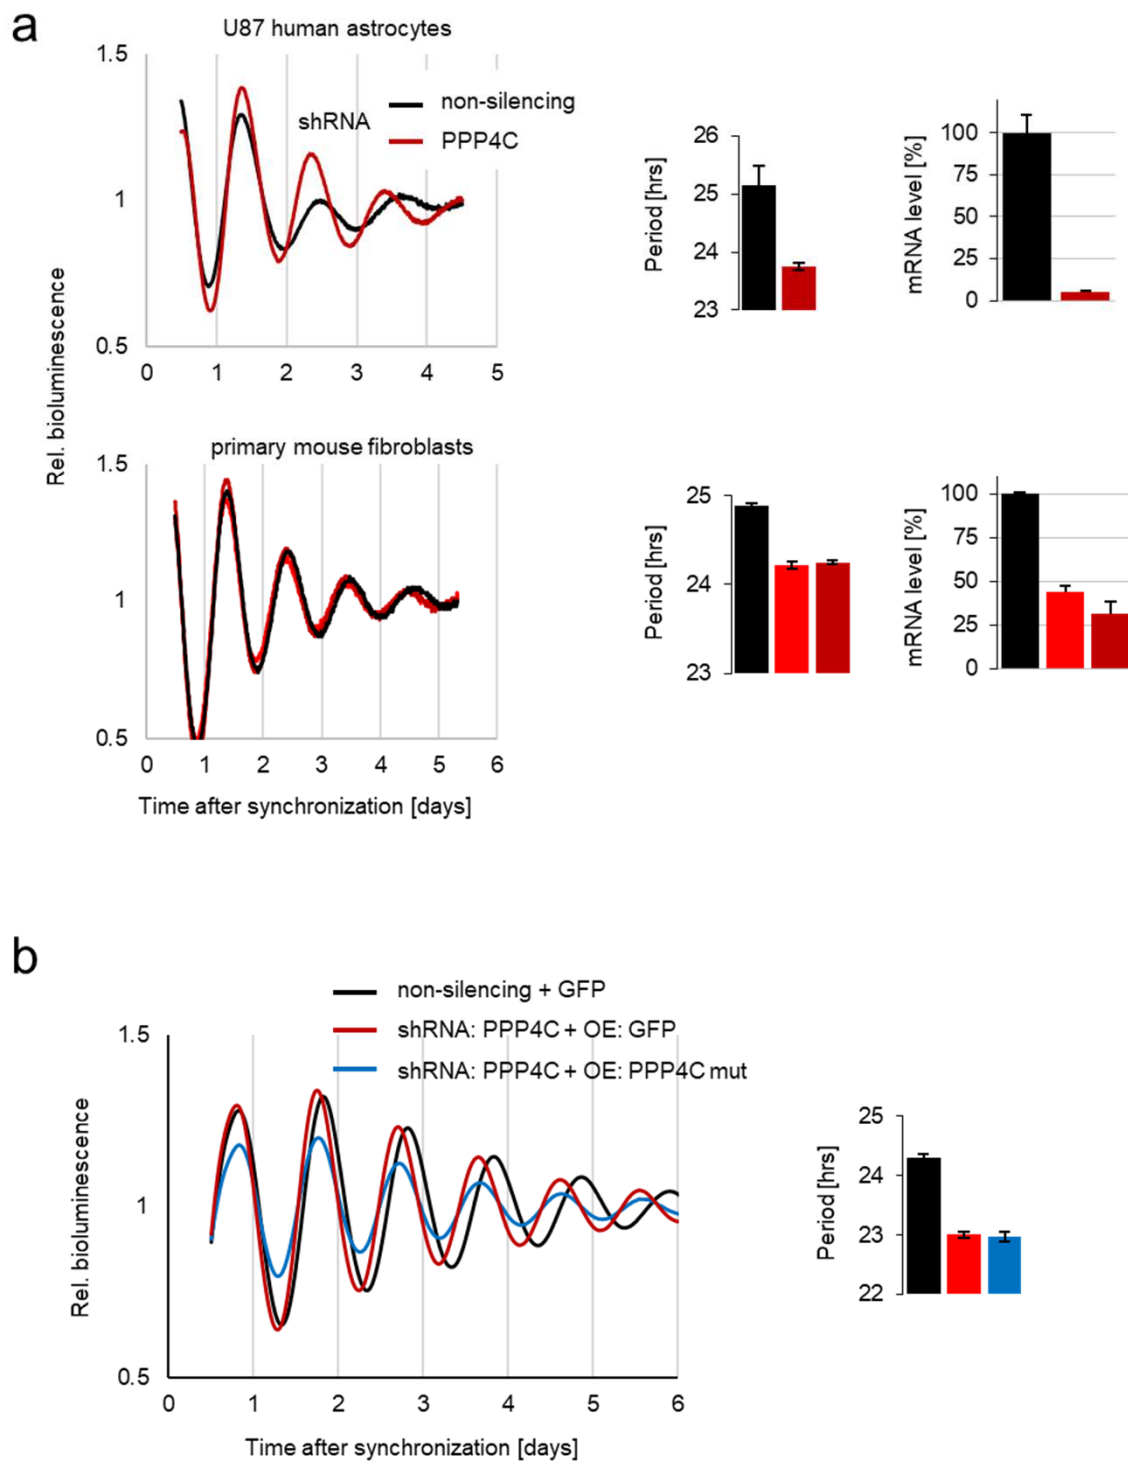 a
U87 human astrocytes
1.5
1
0.5
0 1 2 3 4 5
shRNA
non-silencing
PPP4C
Period [hrs]
26
25
24
23
mRNA level [%]
100
75
50
25
0
Rel. bioluminescence
primary mouse fibroblasts
1.5
1
0.5
0 1 2 3 4 5 6
Time after synchronization [days]
Period [hrs]
25
24
23
mRNA level [%]
100
75
50
25
0
b
non-silencing + GFP
shRNA: PPP4C + OE: GFP
shRNA: PPP4C + OE: PPP4C mut
Rel. bioluminescence
1.5
1
0.5
0 1 2 3 4 5 6
Time after synchronization [days]
Period [hrs]
25
24
23
22